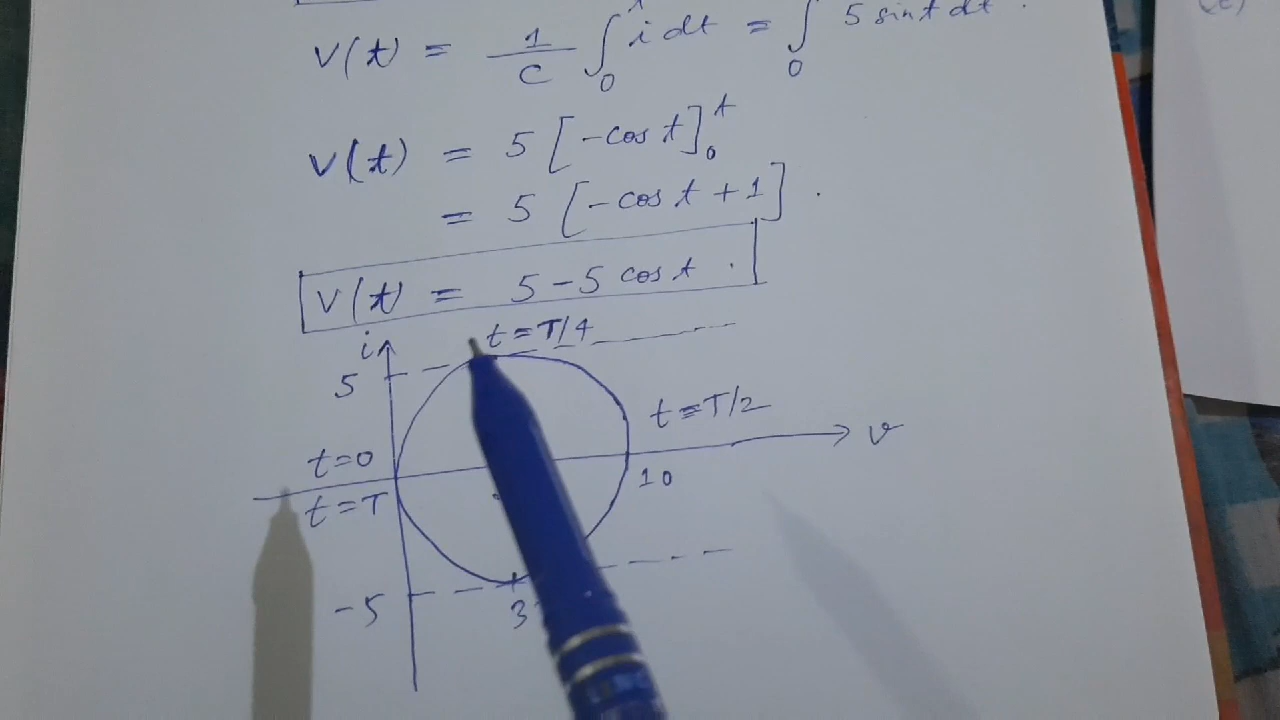 v(t) = 1/C ∫₀ᵗ i dt = ∫₀ 5 sint dt .
v(t) = 5 [-cos t]₀ᵗ
= 5 [-cos t + 1] .
v(t) = 5 - 5 cos t .
i
t = T/4
5
t = T/2
v
t=0
10
t = T
-5
3